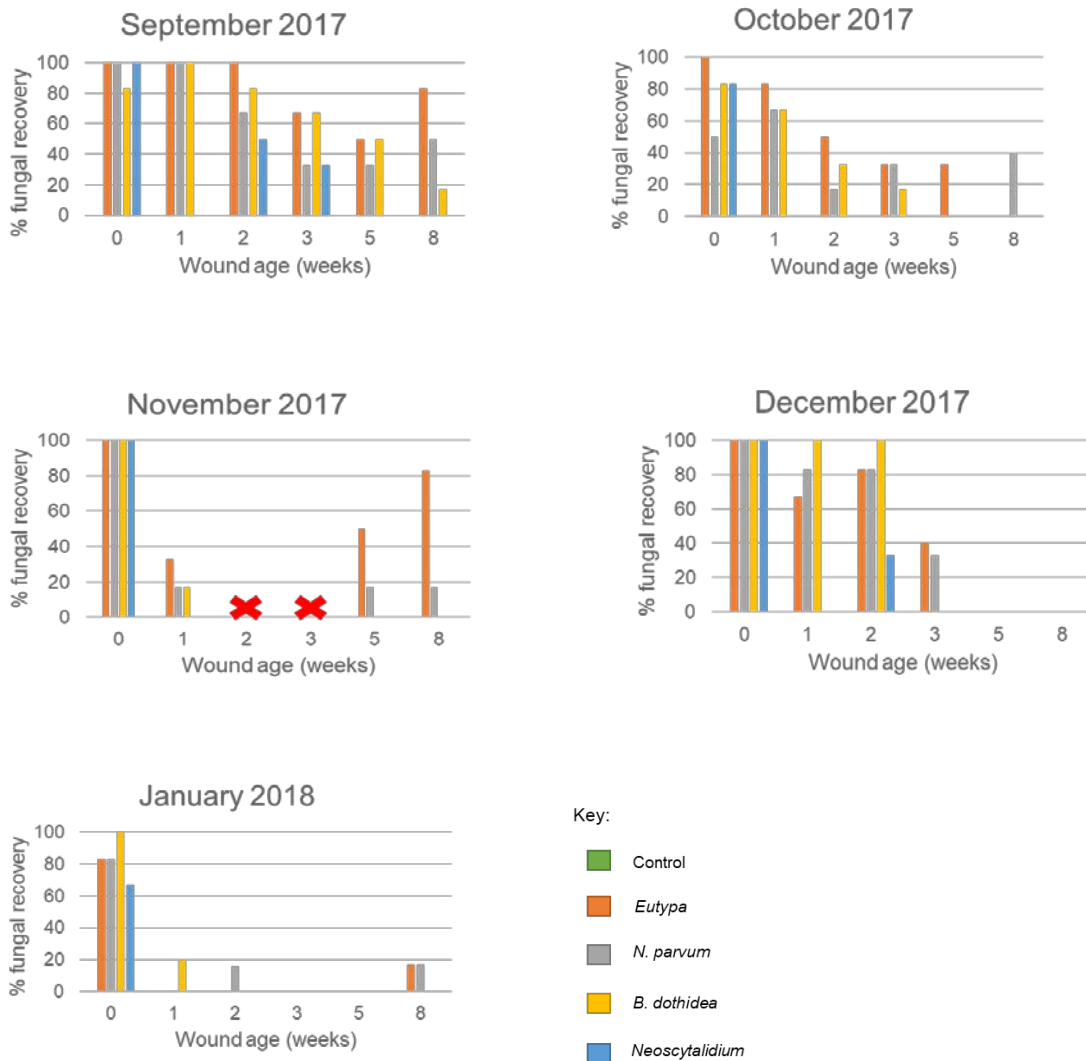 September 2017
% fungal recovery
100
80
60
40
20
0
0 1 2 3 5 8
Wound age (weeks)
October 2017
% fungal recovery
100
80
60
40
20
0
0 1 2 3 5 8
Wound age (weeks)
November 2017
% fungal recovery
100
80
60
40
20
0
0 1 2 3 5 8
Wound age (weeks)
December 2017
% fungal recovery
100
80
60
40
20
0
0 1 2 3 5 8
Wound age (weeks)
January 2018
% fungal recovery
100
80
60
40
20
0
0 1 2 3 5 8
Wound age (weeks)
Key:
Control
Eutypa
N. parvum
B. dothidea
Neoscytalidium